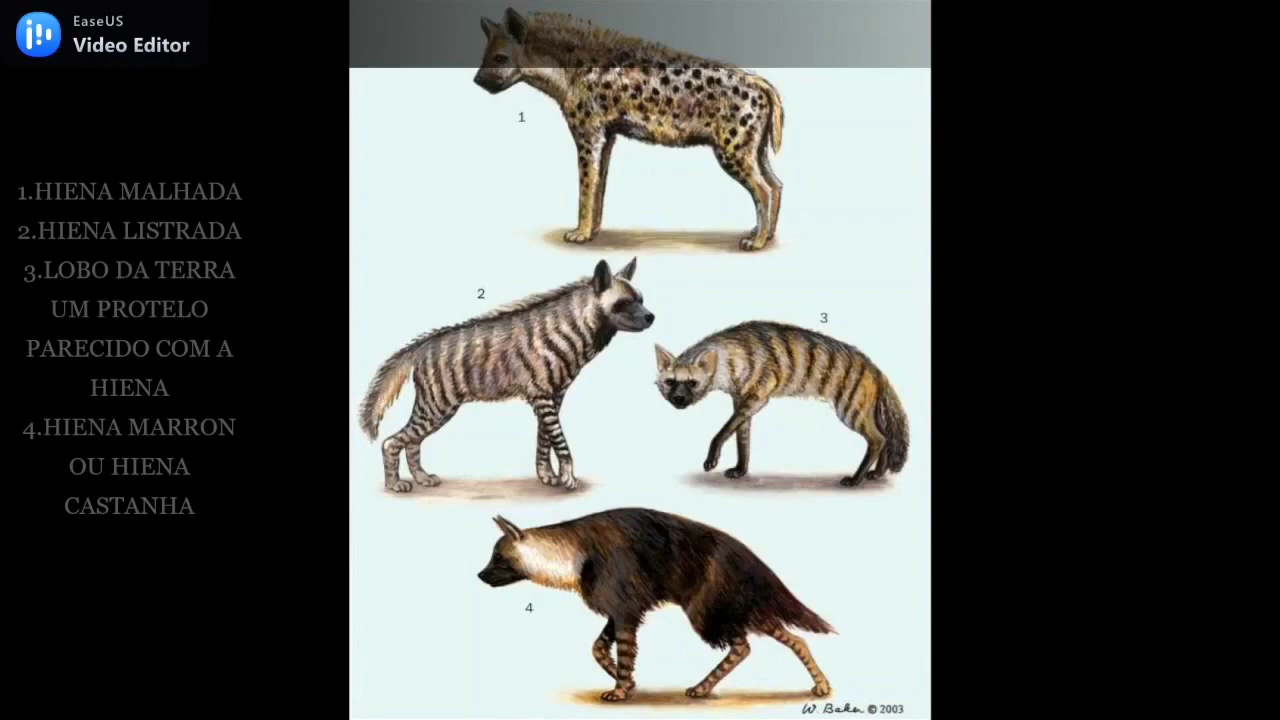 EaseUS
Video Editor
1.HIENA MALHADA
2.HIENA LISTRADA
3.LOBO DA TERRA
UM PROTELO
PARECIDO COM A
HIENA
4.HIENA MARRON
OU HIENA
CASTANHA
1
2
3
4
W. Baker © 2003